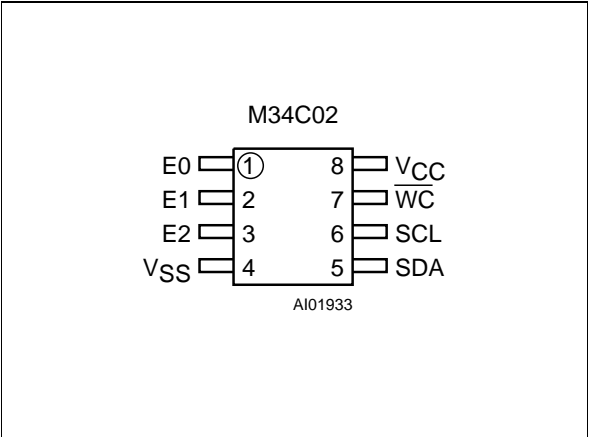 M34C02
E0 1 8 VCC
E1 2 7 WC
E2 3 6 SCL
VSS 4 5 SDA
AI01933